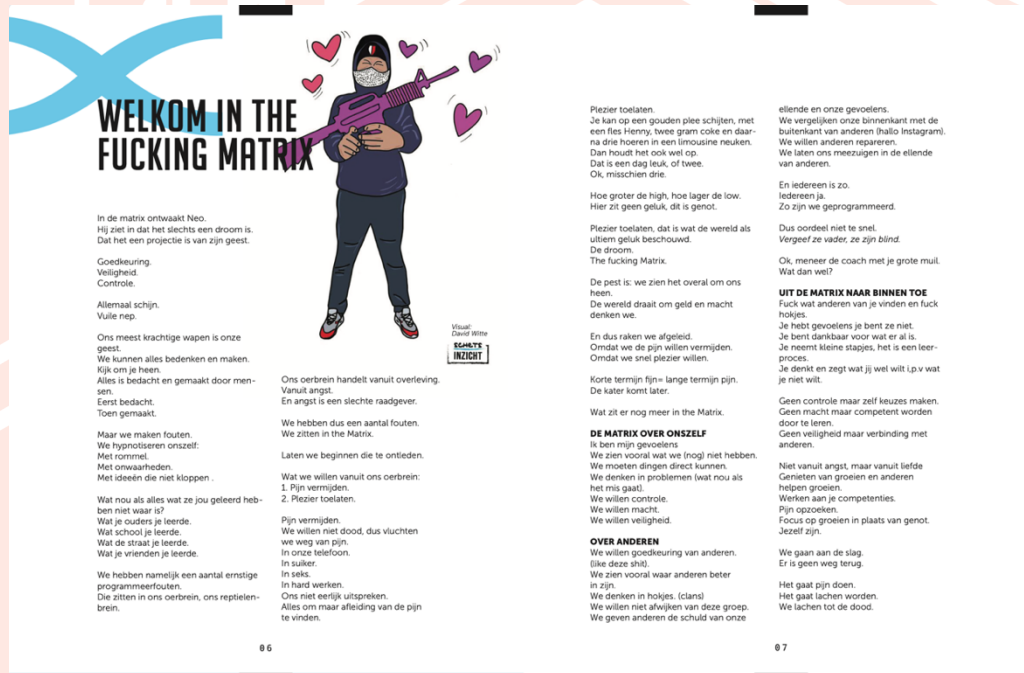 WELKOM IN THE
FUCKING MATRIX
In de matrix ontwaakt Neo.
Hij ziet in dat het slechts een droom is.
Dat het een projectie is van zijn geest.
Goedkeuring.
Veiligheid.
Controle.
Allemaal schijn.
Vuile nep.
Ons meest krachtige wapen is onze
geest.
We kunnen alles bedenken en maken.
Kijk om je heen.
Alles is bedacht en gemaakt door men-
sen.
Eerst bedacht.
Toen gemaakt.
Maar we maken fouten.
We hypnotiseren onszelf:
Met rommel.
Met onwaarheden.
Met ideeën die niet kloppen .
Wat nou als alles wat ze jou geleerd heb-
ben niet waar is?
Wat je ouders je leerde.
Wat school je leerde.
Wat de straat je leerde.
Wat je vrienden je leerde.
We hebben namelijk een aantal ernstige
programmeerfouten.
Die zitten in ons oerbrein, ons reptielen-
brein.
Visual:
David Witte
SCHUTS
INZICHT
Ons oerbrein handelt vanuit overleving.
Vanuit angst.
En angst is een slechte raadgever.
We hebben dus een aantal fouten.
We zitten in the Matrix.
Laten we beginnen die te ontleden.
Wat we willen vanuit ons oerbrein:
1. Pijn vermijden.
2. Plezier toelaten.
Pijn vermijden.
We willen niet dood, dus vluchten
we weg van pijn.
In onze telefoon.
In suiker.
In seks.
In hard werken.
Ons niet eerlijk uitspreken.
Alles om maar afleiding van de pijn
te vinden.
06
Plezier toelaten.
Je kan op een gouden plee schijten, met
een fles Henny, twee gram coke en daar-
na drie hoeren in een limousine neuken.
Dan houdt het ook wel op.
Dat is een dag leuk, of twee.
Ok, misschien drie.
Hoe groter de high, hoe lager de low.
Hier zit geen geluk, dit is genot.
Plezier toelaten, dat is wat de wereld als
ultiem geluk beschouwd.
De droom.
The fucking Matrix.
De pest is: we zien het overal om ons
heen.
De wereld draait om geld en macht
denken we.
En dus raken we afgeleid.
Omdat we de pijn willen vermijden.
Omdat we snel plezier willen.
Korte termijn fijn= lange termijn pijn.
De kater komt later.
Wat zit er nog meer in the Matrix.
DE MATRIX OVER ONSZELF
Ik ben mijn gevoelens
We zien vooral wat we (nog) niet hebben.
We moeten dingen direct kunnen.
We denken in problemen (wat nou als
het mis gaat).
We willen controle.
We willen macht.
We willen veiligheid.
OVER ANDEREN
We willen goedkeuring van anderen.
(like deze shit).
We zien vooral waar anderen beter
in zijn.
We denken in hokjes. (clans)
We willen niet afwijken van deze groep.
We geven anderen de schuld van onze
ellende en onze gevoelens.
We vergelijken onze binnenkant met de
buitenkant van anderen (hallo Instagram).
We willen anderen repareren.
We laten ons meezuigen in de ellende
van anderen.
En iedereen is zo.
Iedereen ja.
Zo zijn we geprogrammeerd.
Dus oordeel niet te snel.
Vergeef ze vader, ze zijn blind.
Ok, meneer de coach met je grote muil.
Wat dan wel?
UIT DE MATRIX NAAR BINNEN TOE
Fuck wat anderen van je vinden en fuck
hokjes.
Je hebt gevoelens je bent ze niet.
Je bent dankbaar voor wat er al is.
Je neemt kleine stapjes, het is een leer-
proces.
Je denkt en zegt wat jij wel wilt i,p.v wat
je niet wilt.
Geen controle maar zelf keuzes maken.
Geen macht maar competent worden
door te leren.
Geen veiligheid maar verbinding met
anderen.
Niet vanuit angst, maar vanuit liefde
Genieten van groeien en anderen
helpen groeien.
Werken aan je competenties.
Pijn opzoeken.
Focus op groeien in plaats van genot.
Jezelf zijn.
We gaan aan de slag.
Er is geen weg terug.
Het gaat pijn doen.
Het gaat lachen worden.
We lachen tot de dood.
07